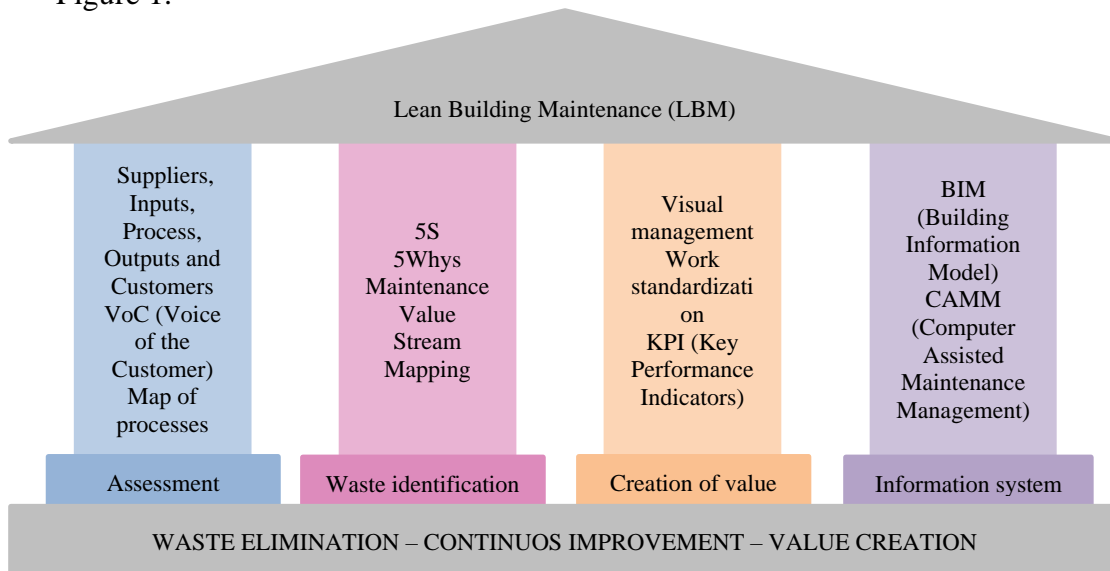 Figure 1.
Lean Building Maintenance (LBM)
Suppliers,
Inputs,
Process,
Outputs and
Customers
VoC (Voice
of the
Customer)
Map of
processes
5S
5Whys
Maintenance
Value
Stream
Mapping
Visual
management
Work
standardizati
on
KPI (Key
Performance
Indicators)
BIM
(Building
Information
Model)
CAMM
(Computer
Assisted
Maintenance
Management)
Assessment
Waste identification
Creation of value
Information system
WASTE ELIMINATION – CONTINUOS IMPROVEMENT – VALUE CREATION